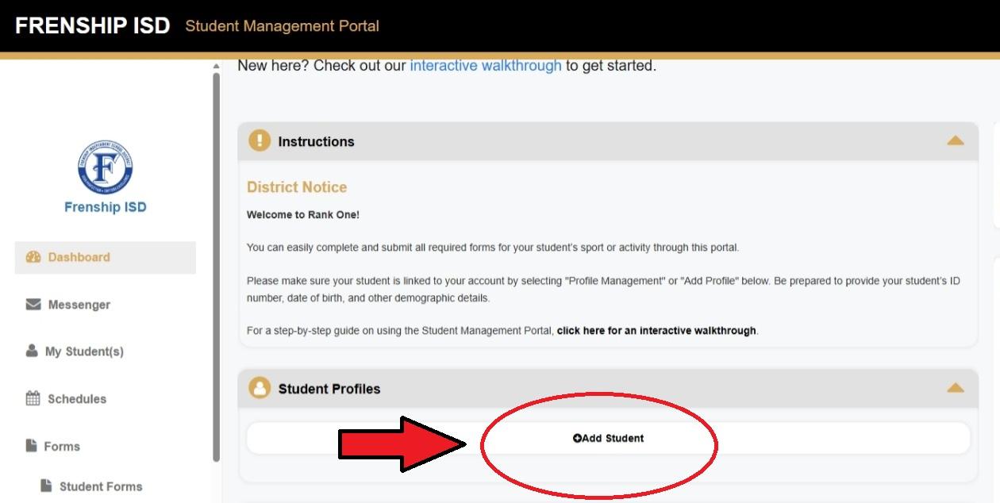 FRENSHIP ISD Student Management Portal
New here? Check out our interactive walkthrough to get started.
Frenship ISD
Dashboard
Messenger
My Student(s)
Schedules
Forms
Student Forms
Instructions
District Notice
Welcome to Rank One!
You can easily complete and submit all required forms for your student's sport or activity through this portal.
Please make sure your student is linked to your account by selecting "Profile Management" or "Add Profile" below. Be prepared to provide your student's ID
number, date of birth, and other demographic details.
For a step-by-step guide on using the Student Management Portal, click here for an interactive walkthrough.
Student Profiles
Add Student